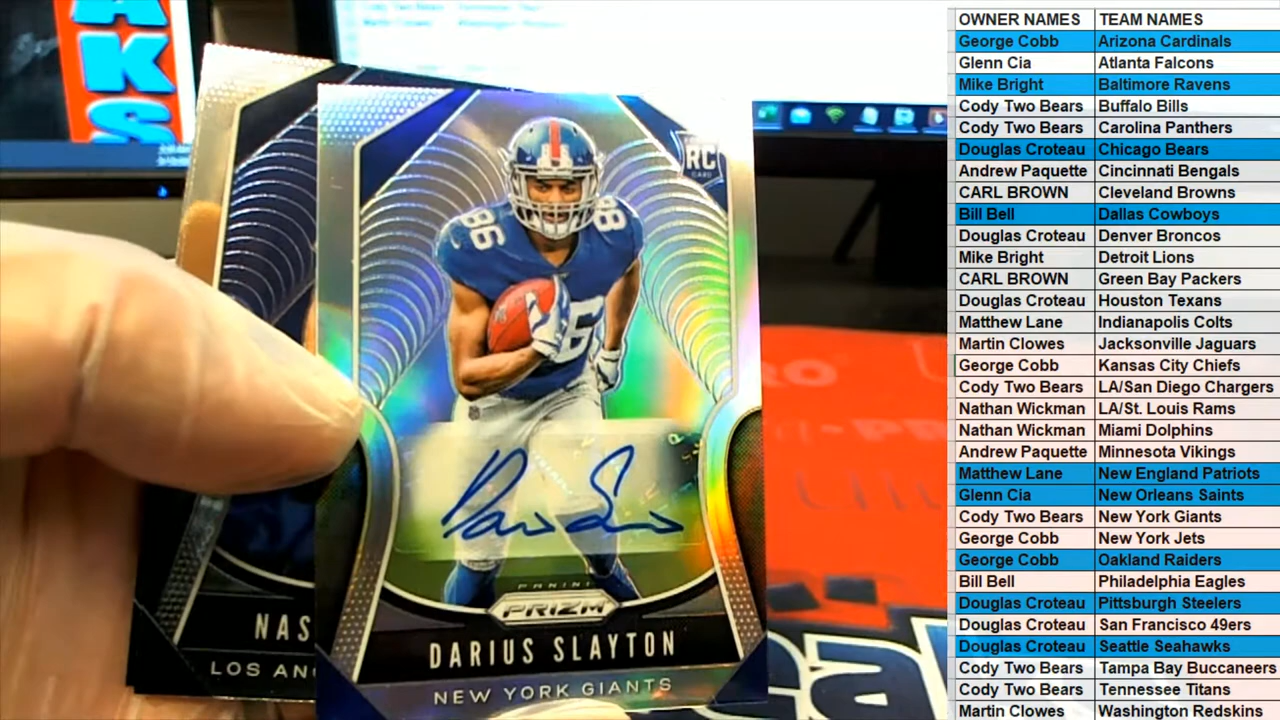 AKS
OWNER NAMES TEAM NAMES
George Cobb Arizona Cardinals
Glenn Cia Atlanta Falcons
Mike Bright Baltimore Ravens
Cody Two Bears Buffalo Bills
Cody Two Bears Carolina Panthers
Douglas Croteau Chicago Bears
Andrew Paquette Cincinnati Bengals
CARL BROWN Cleveland Browns
Bill Bell Dallas Cowboys
Douglas Croteau Denver Broncos
Mike Bright Detroit Lions
CARL BROWN Green Bay Packers
Douglas Croteau Houston Texans
Matthew Lane Indianapolis Colts
Martin Clowes Jacksonville Jaguars
George Cobb Kansas City Chiefs
Cody Two Bears LA/San Diego Chargers
Nathan Wickman LA/St. Louis Rams
Nathan Wickman Miami Dolphins
Andrew Paquette Minnesota Vikings
Matthew Lane New England Patriots
Glenn Cia New Orleans Saints
Cody Two Bears New York Giants
George Cobb New York Jets
George Cobb Oakland Raiders
Bill Bell Philadelphia Eagles
Douglas Croteau Pittsburgh Steelers
Douglas Croteau San Francisco 49ers
Douglas Croteau Seattle Seahawks
Cody Two Bears Tampa Bay Buccaneers
Cody Two Bears Tennessee Titans
Martin Clowes Washington Redskins
RC
CARD
86 86
86
PANINI
PRIZM
DARIUS SLAYTON
NEW YORK GIANTS
NAS
LOS AN